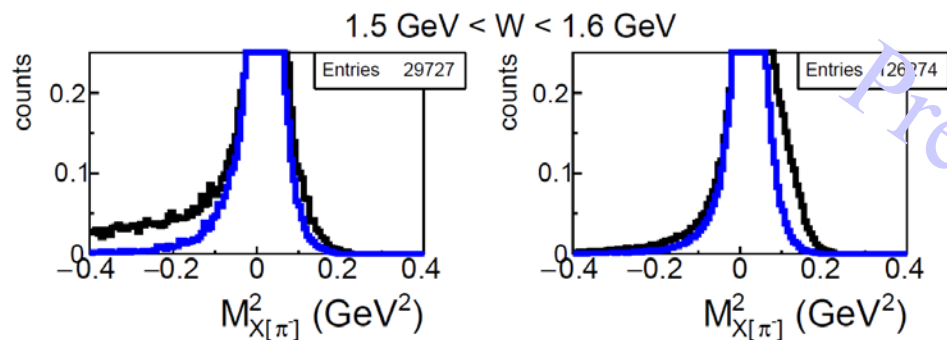 1.5 GeV < W < 1.6 GeV
counts
0.2
0.1
0
Entries 29727
−0.4 −0.2 0 0.2 0.4
M²X[π⁻] (GeV²)
counts
0.2
0.1
0
Entries 126274
−0.4 −0.2 0 0.2 0.4
M²X[π⁻] (GeV²)
Pre